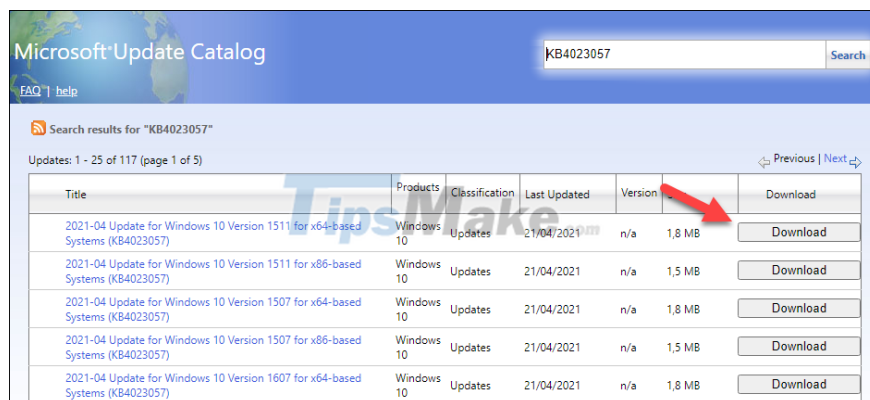 Microsoft Update Catalog
KB4023057
Search
FAQ | help
Search results for "KB4023057"
Updates: 1 - 25 of 117 (page 1 of 5)
Previous | Next
Title Products Classification Last Updated Version Download
TipsMake.com
2021-04 Update for Windows 10 Version 1511 for x64-based Systems (KB4023057) Windows 10 Updates 21/04/2021 n/a 1,8 MB Download
2021-04 Update for Windows 10 Version 1511 for x86-based Systems (KB4023057) Windows 10 Updates 21/04/2021 n/a 1,5 MB Download
2021-04 Update for Windows 10 Version 1507 for x64-based Systems (KB4023057) Windows 10 Updates 21/04/2021 n/a 1,8 MB Download
2021-04 Update for Windows 10 Version 1507 for x86-based Systems (KB4023057) Windows 10 Updates 21/04/2021 n/a 1,5 MB Download
2021-04 Update for Windows 10 Version 1607 for x64-based Systems (KB4023057) Windows 10 Updates 21/04/2021 n/a 1,8 MB Download